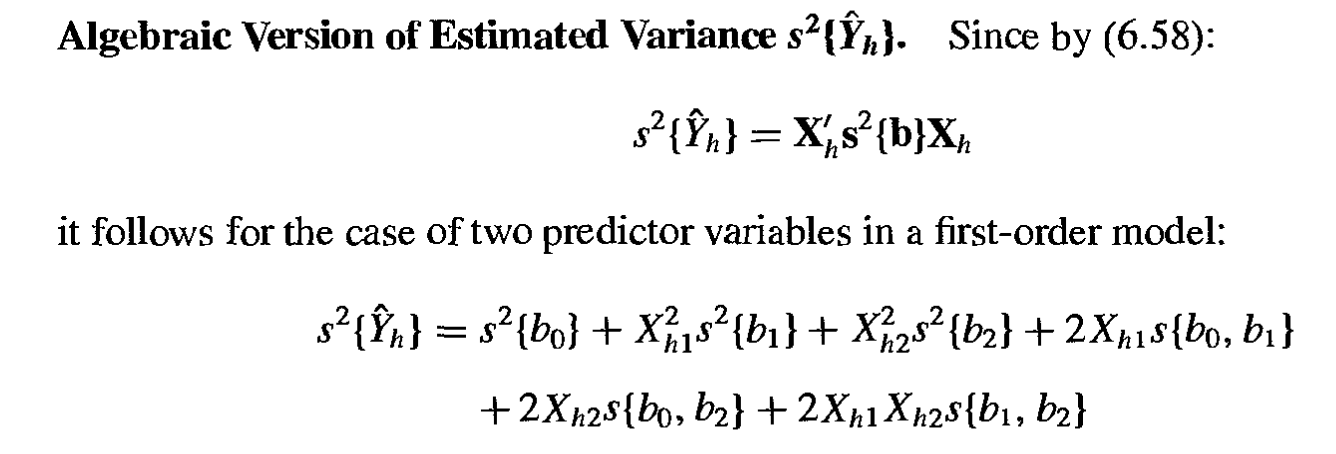 Algebraic Version of Estimated Variance s²{Ŷₕ}. Since by (6.58):
s²{Ŷₕ} = X′ₕs²{b}Xₕ
it follows for the case of two predictor variables in a first-order model:
s²{Ŷₕ} = s²{b₀} + X²ₕ₁s²{b₁} + X²ₕ₂s²{b₂} + 2Xₕ₁s{b₀, b₁}
+ 2Xₕ₂s{b₀, b₂} + 2Xₕ₁Xₕ₂s{b₁, b₂}